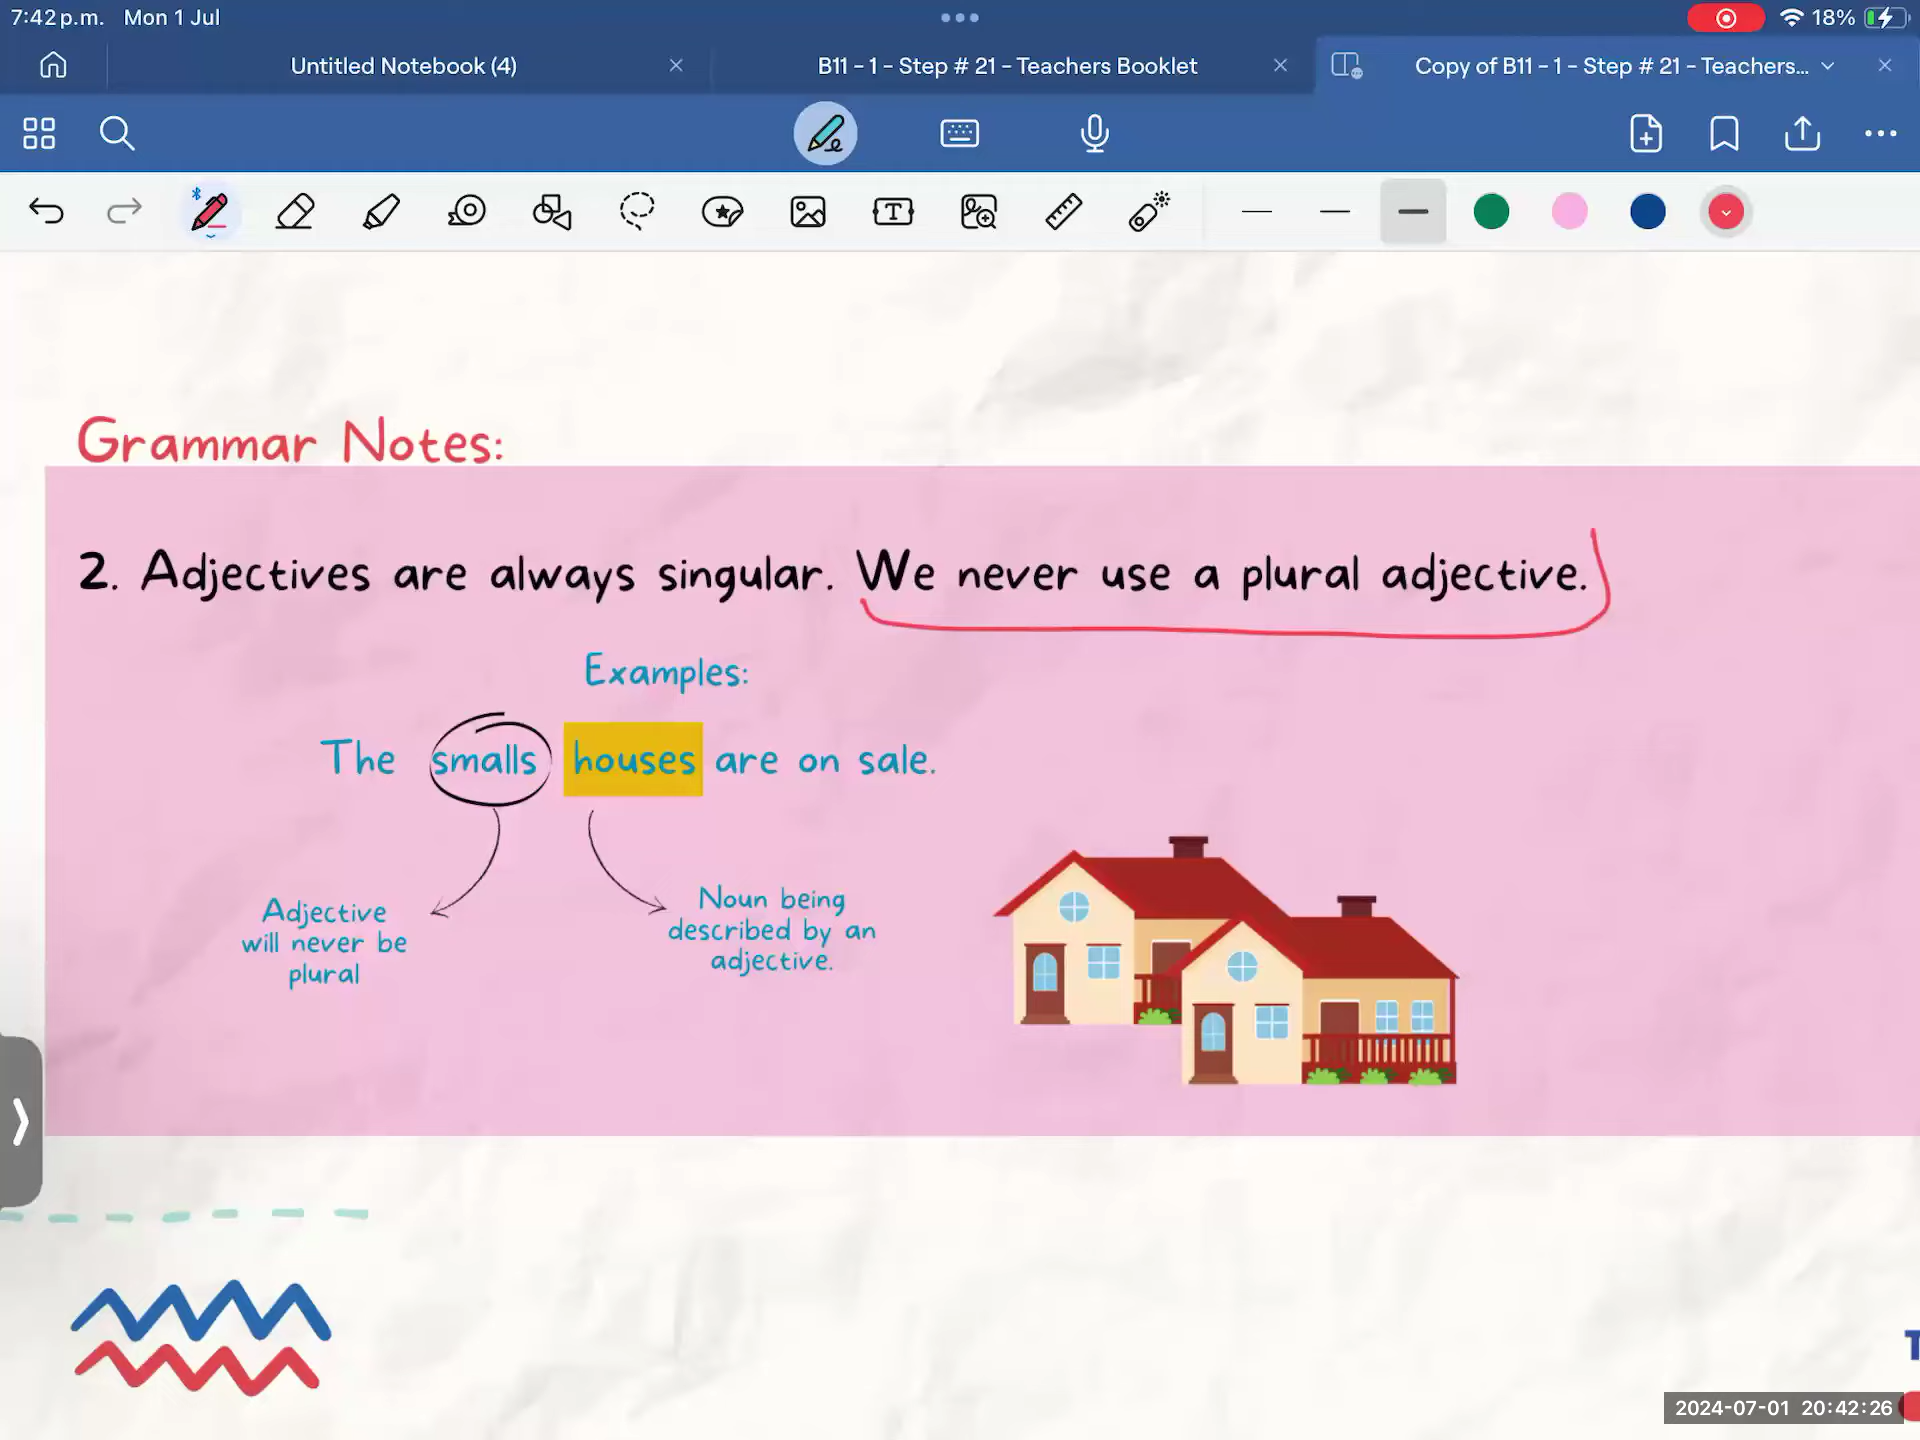 7:42 p.m. Mon 1 Jul
18%
Untitled Notebook (4)
B11 - 1 - Step # 21 - Teachers Booklet
Copy of B11 - 1 - Step # 21 - Teachers...
Grammar Notes:
2. Adjectives are always singular. We never use a plural adjective.
Examples:
The smalls houses are on sale.
Adjective
will never be
plural
Noun being
described by an
adjective.
2024-07-01 20:42:26